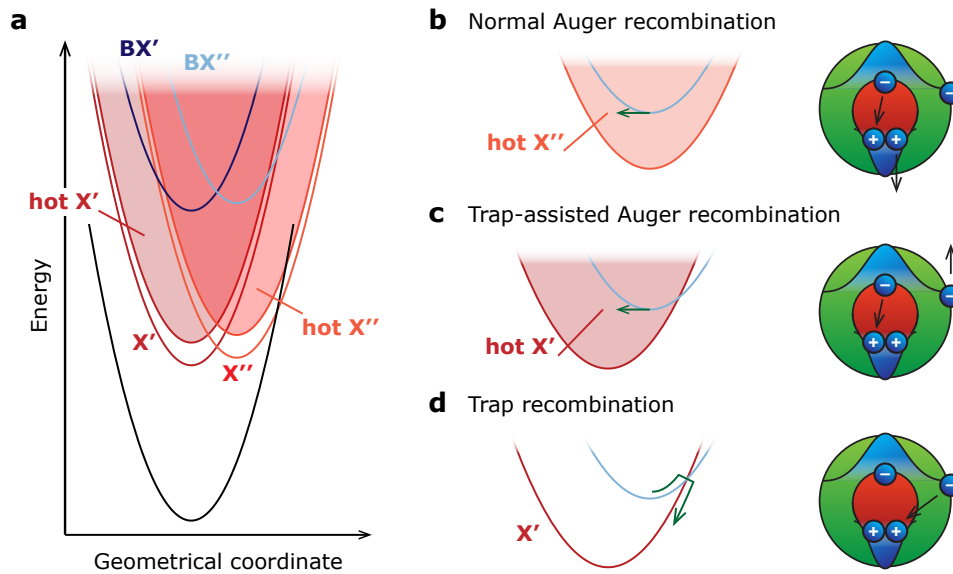 a
BX’
BX’’
hot X’
X’
hot X’’
X’’
Energy
Geometrical coordinate
b Normal Auger recombination
hot X’’
−
−
+ +
c Trap-assisted Auger recombination
hot X’
−
−
+ +
d Trap recombination
X’
−
−
+ +